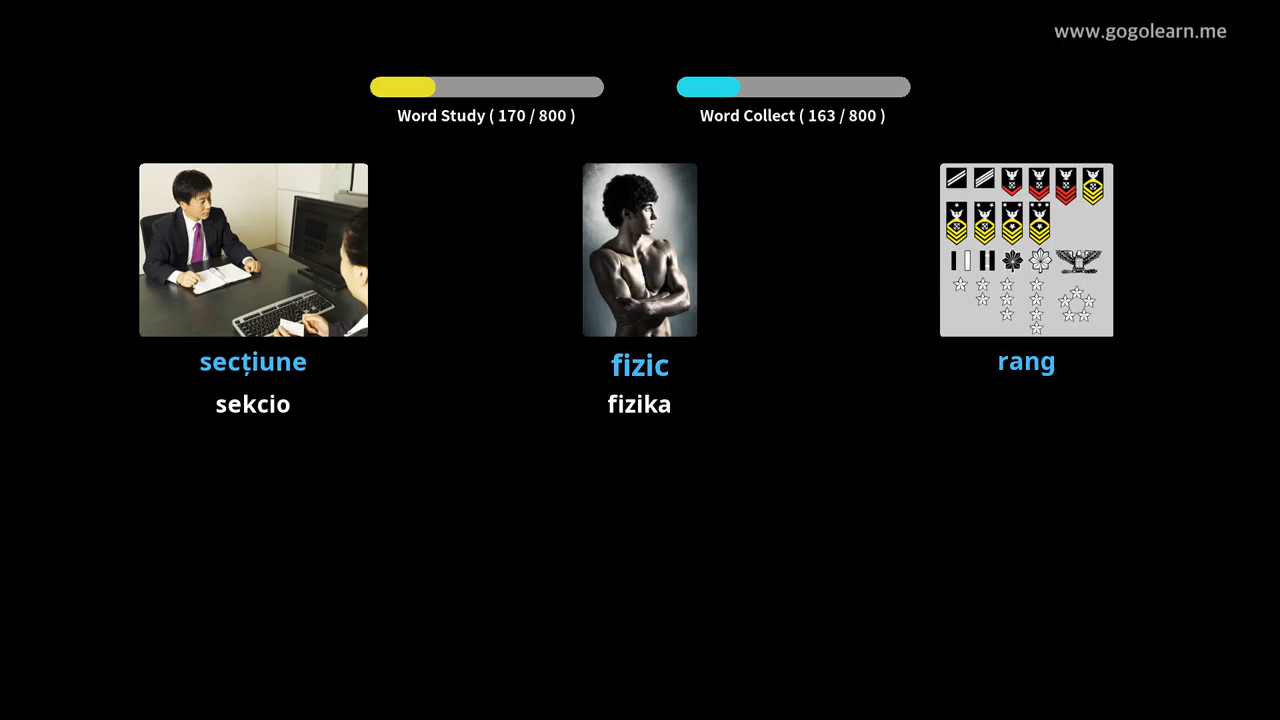 www.gogolearn.me
Word Study ( 170 / 800 )
Word Collect ( 163 / 800 )
secțiune
fizic
rang
sekcio
fizika